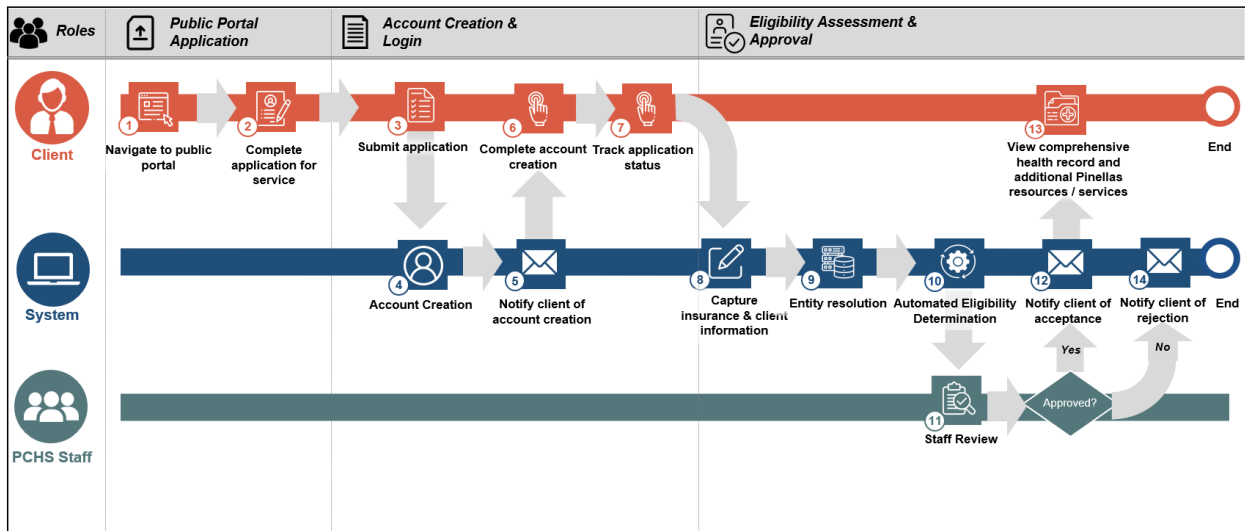 Roles
Public Portal
Application
Account Creation &
Login
Eligibility Assessment &
Approval
Client
1
Navigate to public
portal
2
Complete
application for
service
3
Submit application
6
Complete account
creation
7
Track application
status
13
View comprehensive
health record and
additional Pinellas
resources / services
End
System
4
Account Creation
5
Notify client of
account creation
8
Capture
insurance & client
information
9
Entity resolution
10
Automated Eligibility
Determination
12
Notify client of
acceptance
14
Notify client of
rejection
End
Yes
No
PCHS Staff
11
Staff Review
Approved?